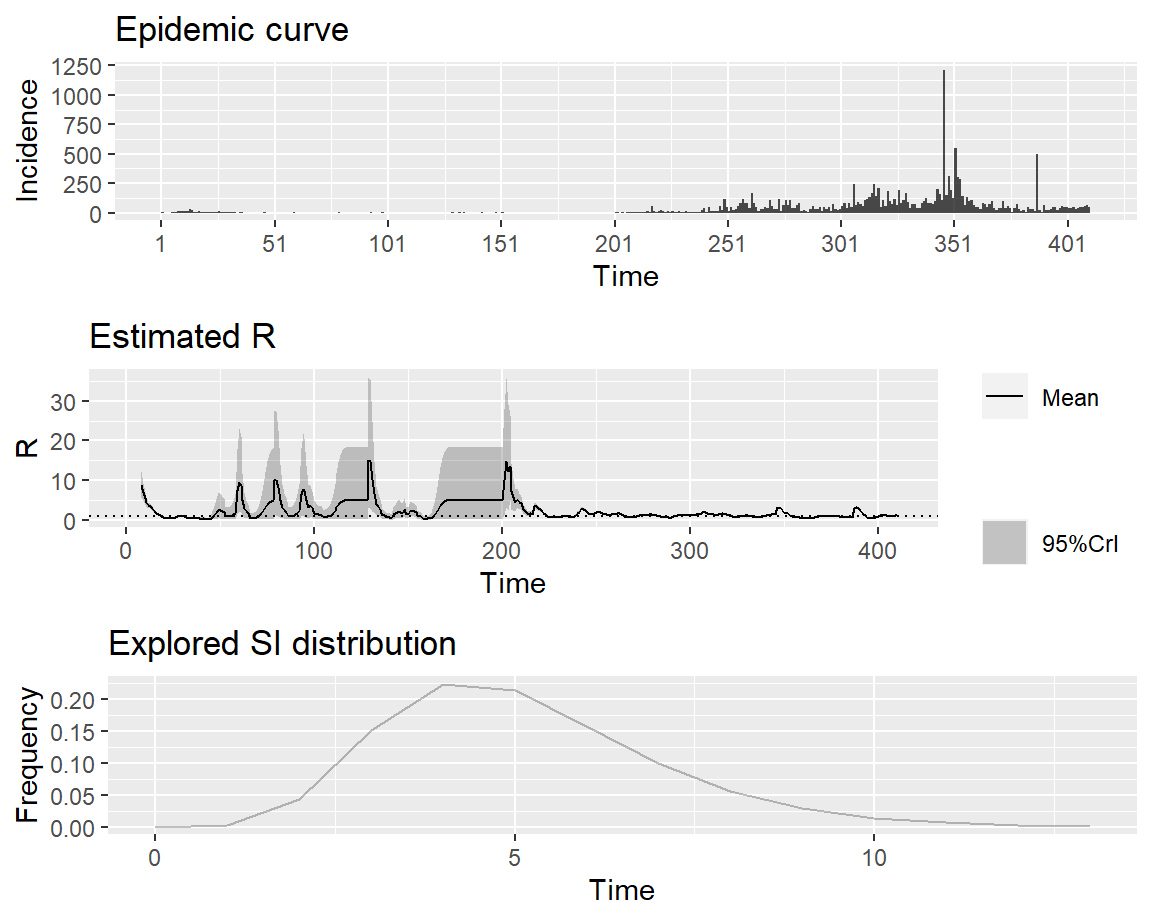 Epidemic curve
Incidence
1250
1000
750
500
250
0
1 51 101 151 201 251 301 351 401
Time
Estimated R
R
30
20
10
0
0 100 200 300 400
Time
Mean
95%CrI
Explored SI distribution
Frequency
0.20
0.15
0.10
0.05
0.00
0 5 10
Time